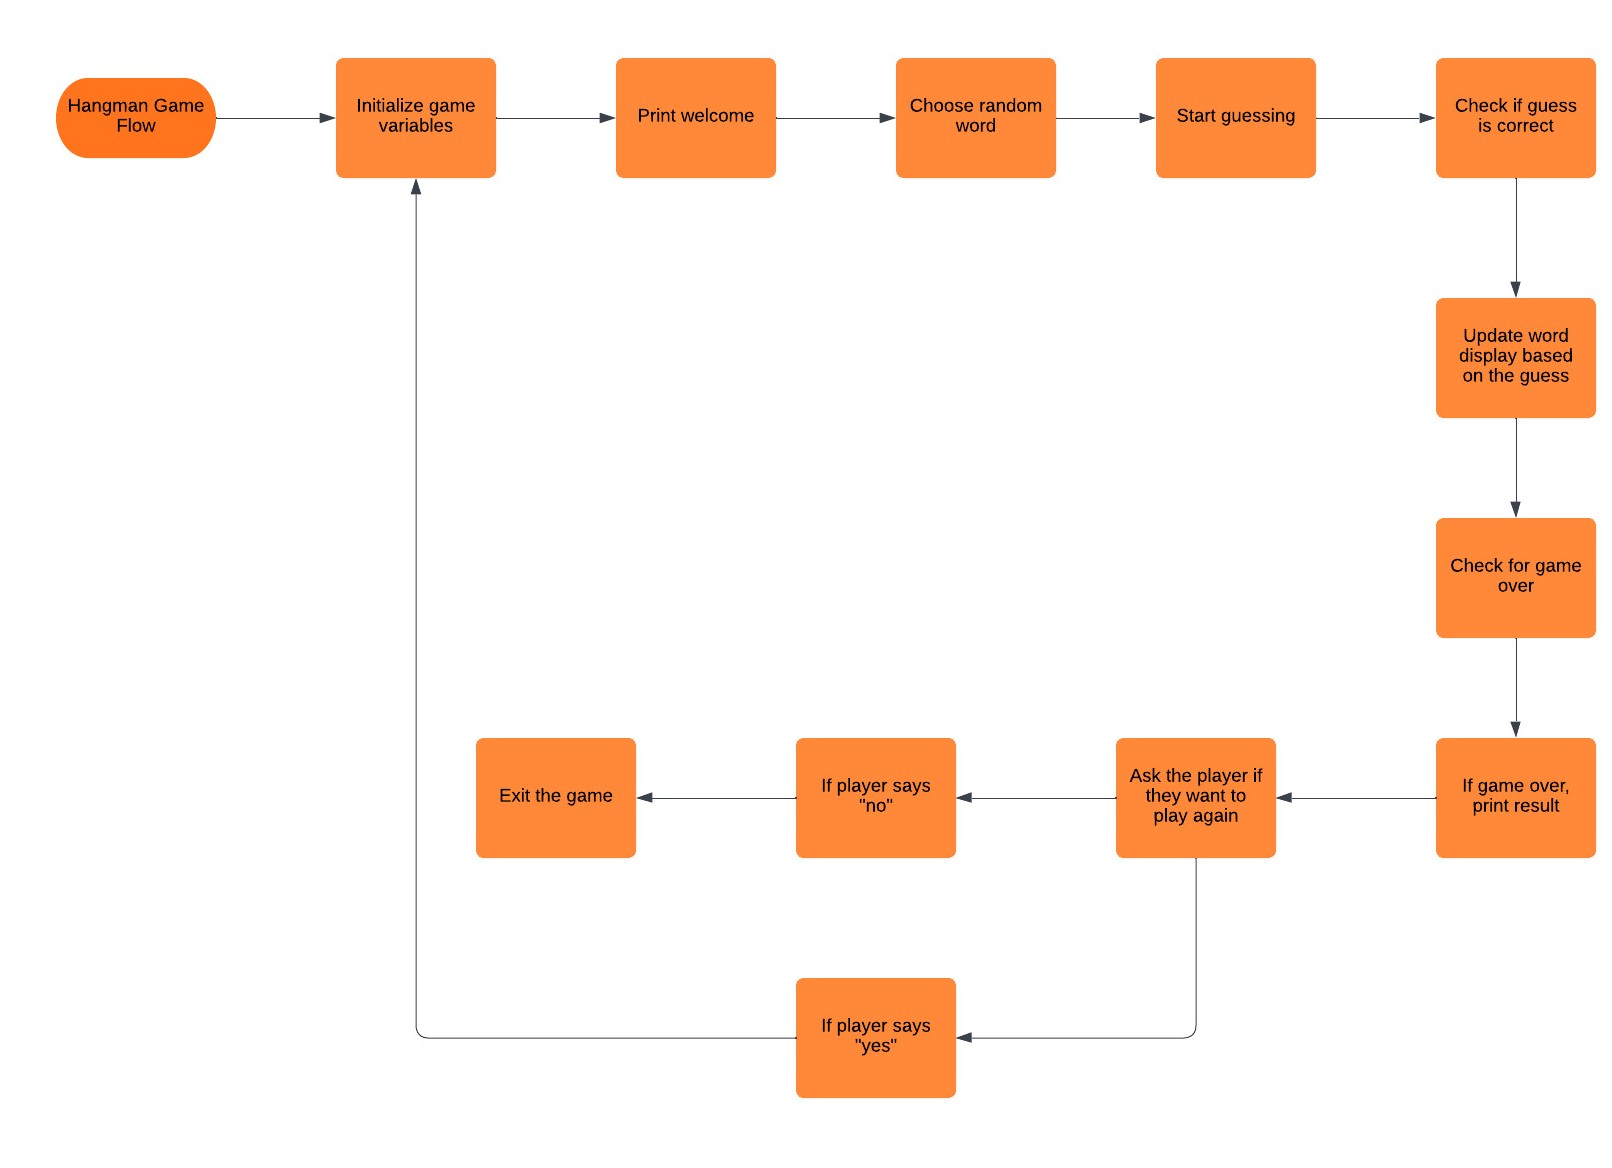 Hangman Game
Flow
Initialize game
variables
Print welcome
Choose random
word
Start guessing
Check if guess
is correct
Update word
display based
on the guess
Check for game
over
If game over,
print result
Ask the player if
they want to
play again
If player says
"no"
Exit the game
If player says
"yes"